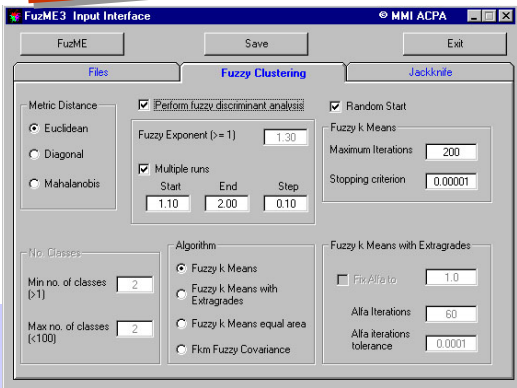 FuzME3 Input Interface
© MMI ACPA
FuzME
Save
Exit
Files
Fuzzy Clustering
Jackknife
Metric Distance
Euclidean
Diagonal
Mahalanobis
Perform fuzzy discriminant analysis
Fuzzy Exponent (>= 1)
1.30
Multiple runs
Start End Step
1.10 2.00 0.10
Random Start
Fuzzy k Means
Maximum Iterations 200
Stopping criterion 0.00001
No. Classes
Min no. of classes
(>1)
2
Max no. of classes
(<100)
2
Algorithm
Fuzzy k Means
Fuzzy k Means with
Extragrades
Fuzzy k Means equal area
Fkm Fuzzy Covariance
Fuzzy k Means with Extragrades
Fix Alfa to 1.0
Alfa Iterations 60
Alfa iterations
tolerance
0.0001